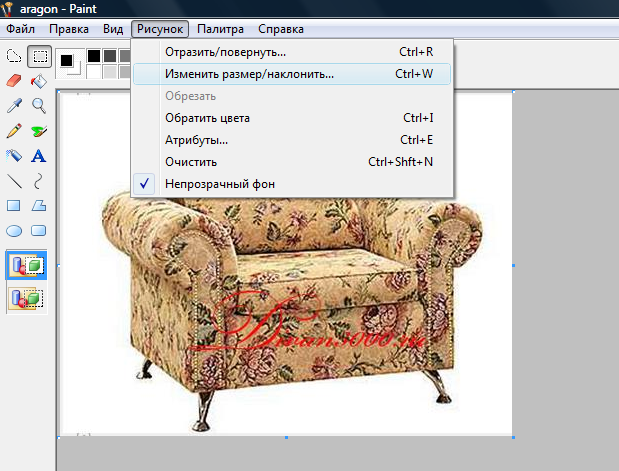 aragon - Paint
Файл Правка Вид Рисунок Палитра Справка
Отразить/повернуть... Ctrl+R
Изменить размер/наклонить... Ctrl+W
Обрезать
Обратить цвета Ctrl+I
Атрибуты... Ctrl+E
Очистить Ctrl+Shft+N
Непрозрачный фон
Divans1000.ru